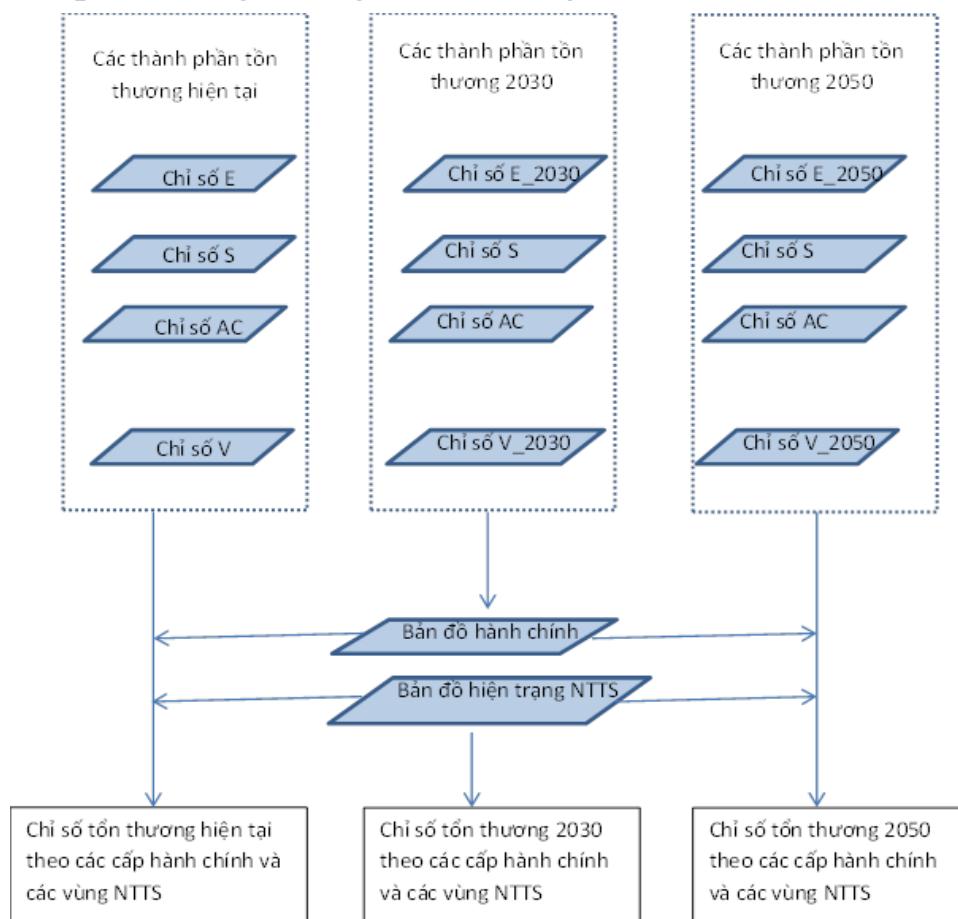 Các thành phần tồn
thương hiện tại
Chỉ số E
Chỉ số S
Chỉ số AC
Chỉ số V
Các thành phần tồn
thương 2030
Chỉ số E_2030
Chỉ số S
Chỉ số AC
Chỉ số V_2030
Các thành phần tồn
thương 2050
Chỉ số E_2050
Chỉ số S
Chỉ số AC
Chỉ số V_2050
Bản đồ hành chính
Bản đồ hiện trạng NTTS
Chỉ số tổn thương hiện tại
theo các cấp hành chính và
các vùng NTTS
Chỉ số tổn thương 2030
theo các cấp hành chính
và các vùng NTTS
Chỉ số tổn thương 2050
theo các cấp hành chính
và các vùng NTTS